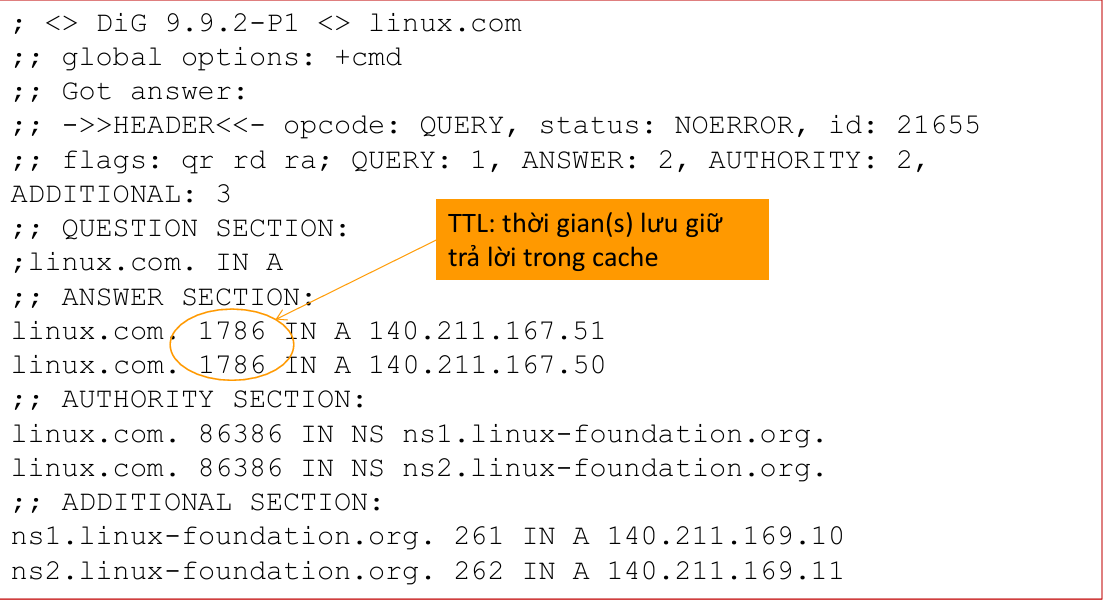 ; <> DiG 9.9.2-P1 <> linux.com
;; global options: +cmd
;; Got answer:
;; ->>HEADER<<- opcode: QUERY, status: NOERROR, id: 21655
;; flags: qr rd ra; QUERY: 1, ANSWER: 2, AUTHORITY: 2,
ADDITIONAL: 3
;; QUESTION SECTION:
;linux.com. IN A
TTL: thời gian(s) lưu giữ
trả lời trong cache
;; ANSWER SECTION:
linux.com. 1786 IN A 140.211.167.51
linux.com. 1786 IN A 140.211.167.50
;; AUTHORITY SECTION:
linux.com. 86386 IN NS ns1.linux-foundation.org.
linux.com. 86386 IN NS ns2.linux-foundation.org.
;; ADDITIONAL SECTION:
ns1.linux-foundation.org. 261 IN A 140.211.169.10
ns2.linux-foundation.org. 262 IN A 140.211.169.11